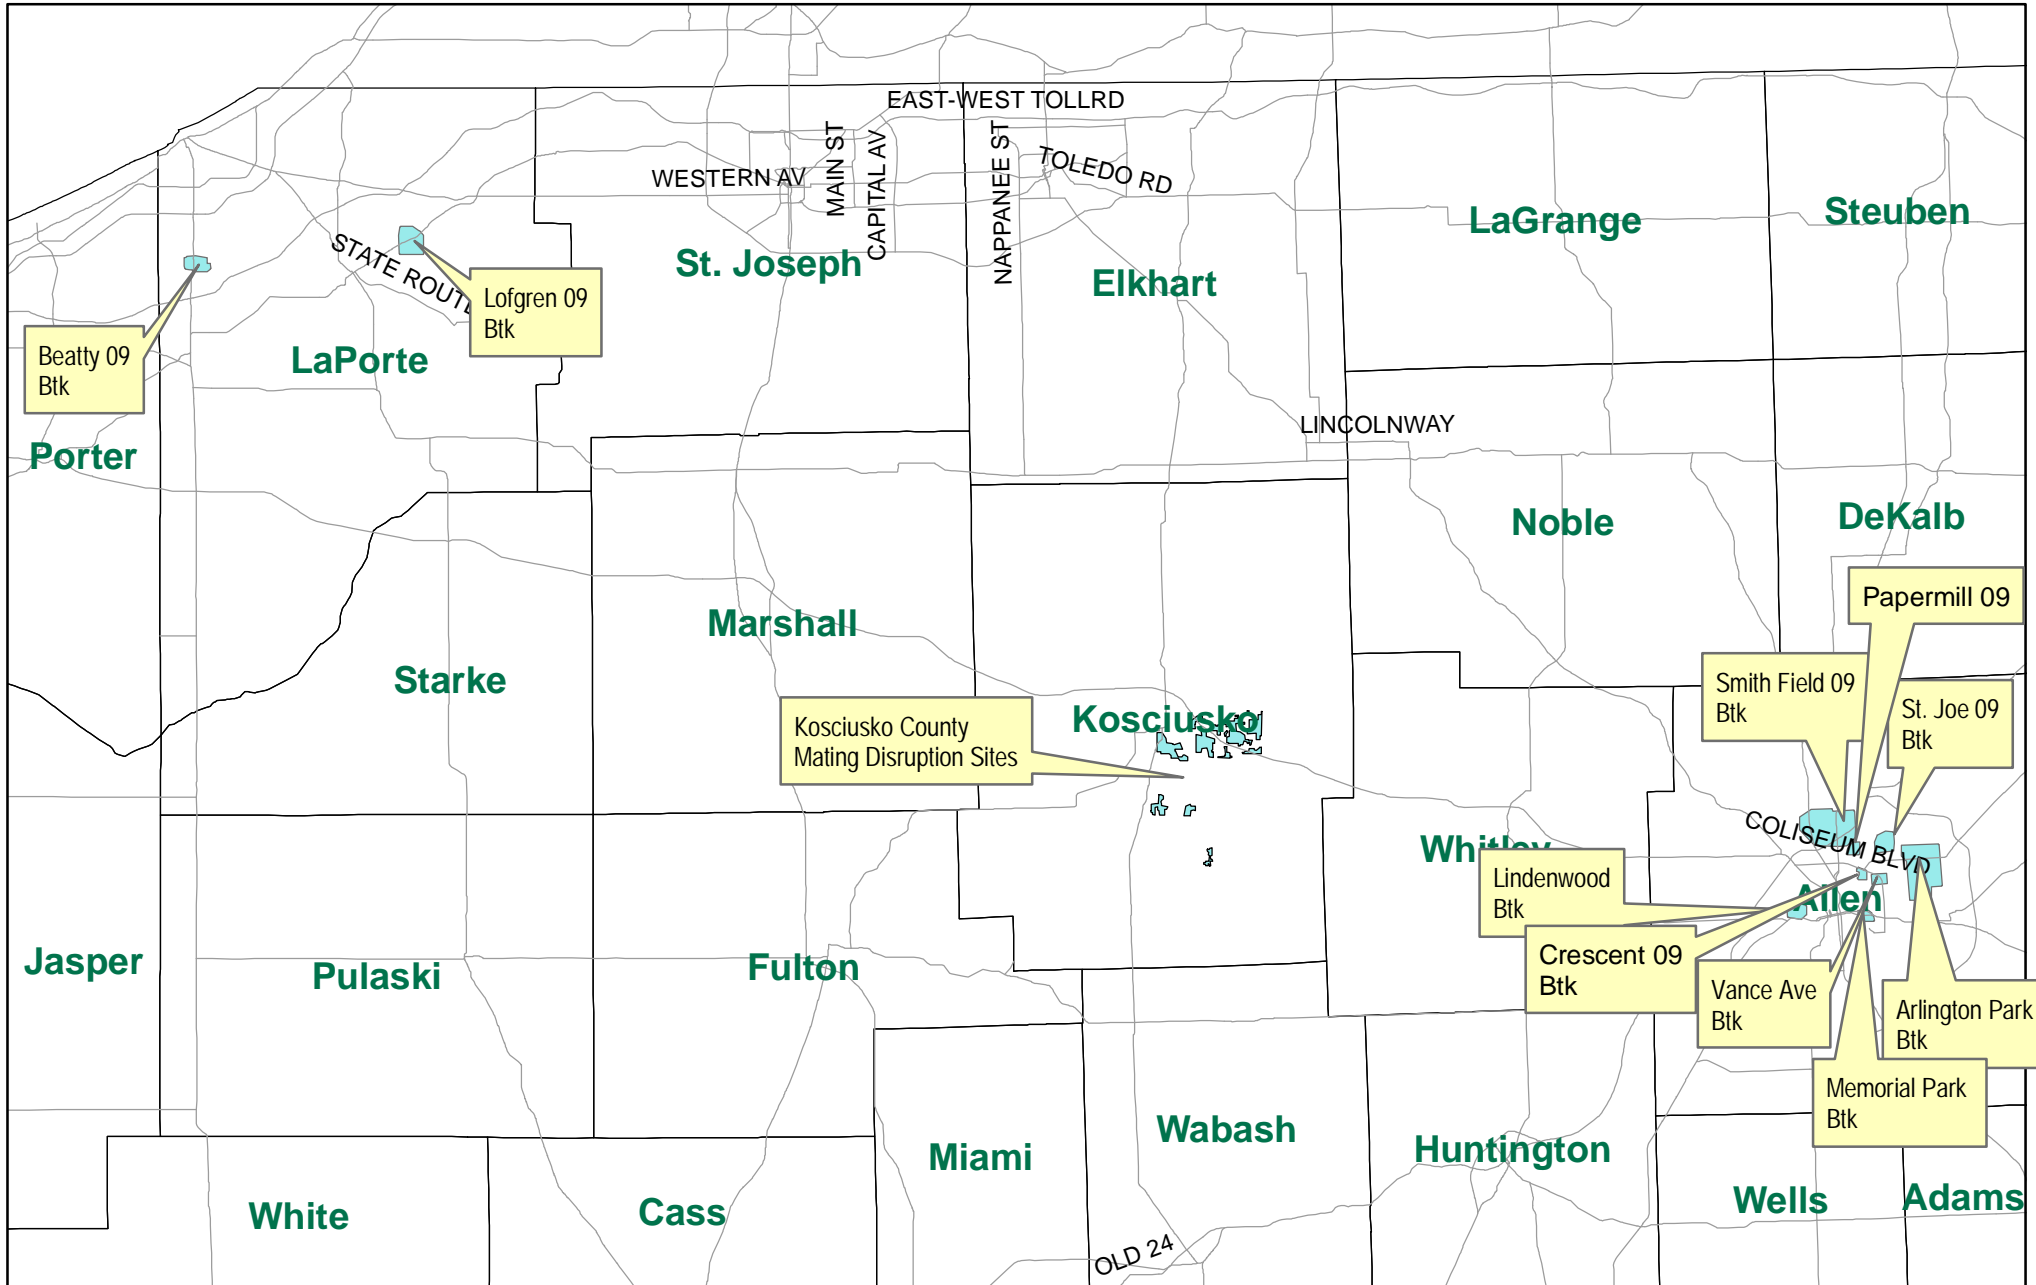 EAST-WEST TOLLRD
MAIN ST
CAPITAL AV
NAPPANEE ST
TOLEDO RD
WESTERN AV
LaGrange
Steuben
STATE ROUTE
St. Joseph
Elkhart
Lofgren 09
Btk
Beatty 09
Btk
LaPorte
LINCOLNWAY
Porter
Noble
DeKalb
Papermill 09
Marshall
Starke
Smith Field 09
Btk
St. Joe 09
Btk
Kosciusko County
Mating Disruption Sites
Kosciusko
COLISEUM BLVD
Whitley
Lindenwood
Btk
Allen
Crescent 09
Btk
Jasper
Pulaski
Fulton
Vance Ave
Btk
Arlington Park
Btk
Memorial Park
Btk
Miami
Wabash
Huntington
White
Cass
Wells
Adams
OLD 24